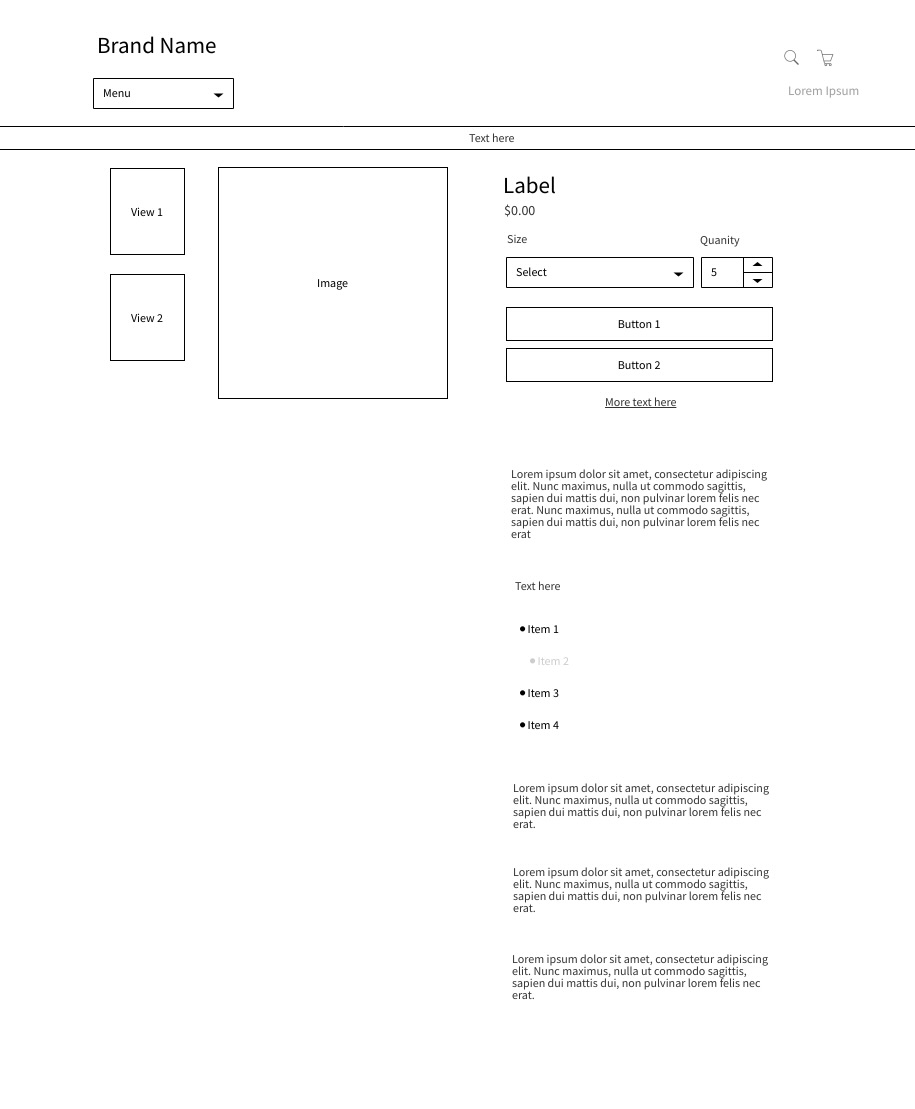 Brand Name
Menu
Lorem Ipsum
Text here
View 1
View 2
Image
Label
$0.00
Size
Quanity
Select
5
Button 1
Button 2
More text here
Lorem ipsum dolor sit amet, consectetur adipiscing
elit. Nunc maximus, nulla ut commodo sagittis,
sapien dui mattis dui, non pulvinar lorem felis nec
erat. Nunc maximus, nulla ut commodo sagittis,
sapien dui mattis dui, non pulvinar lorem felis nec
erat
Text here
Item 1
Item 2
Item 3
Item 4
Lorem ipsum dolor sit amet, consectetur adipiscing
elit. Nunc maximus, nulla ut commodo sagittis,
sapien dui mattis dui, non pulvinar lorem felis nec
erat.
Lorem ipsum dolor sit amet, consectetur adipiscing
elit. Nunc maximus, nulla ut commodo sagittis,
sapien dui mattis dui, non pulvinar lorem felis nec
erat.
Lorem ipsum dolor sit amet, consectetur adipiscing
elit. Nunc maximus, nulla ut commodo sagittis,
sapien dui mattis dui, non pulvinar lorem felis nec
erat.